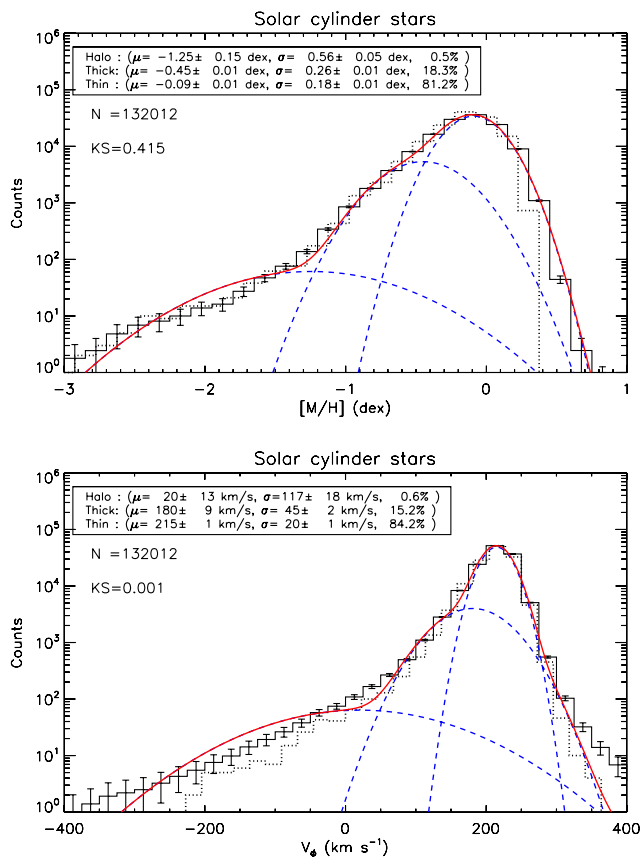 Solar cylinder stars
Halo : (μ= −1.25± 0.15 dex, σ= 0.56± 0.05 dex, 0.5% )
Thick: (μ= −0.45± 0.01 dex, σ= 0.26± 0.01 dex, 18.3% )
Thin : (μ= −0.09± 0.01 dex, σ= 0.18± 0.01 dex, 81.2% )
N =132012
KS=0.415
Counts
10⁶
10⁵
10⁴
10³
10²
10¹
10⁰
−3 −2 −1 0 1
[M/H] (dex)
Solar cylinder stars
Halo : (μ= 20± 13 km/s, σ=117± 18 km/s, 0.6% )
Thick: (μ= 180± 9 km/s, σ= 45± 2 km/s, 15.2% )
Thin : (μ= 215± 1 km/s, σ= 20± 1 km/s, 84.2% )
N =132012
KS=0.001
Counts
10⁶
10⁵
10⁴
10³
10²
10¹
10⁰
−400 −200 0 200 400
V_ϕ (km s⁻¹)